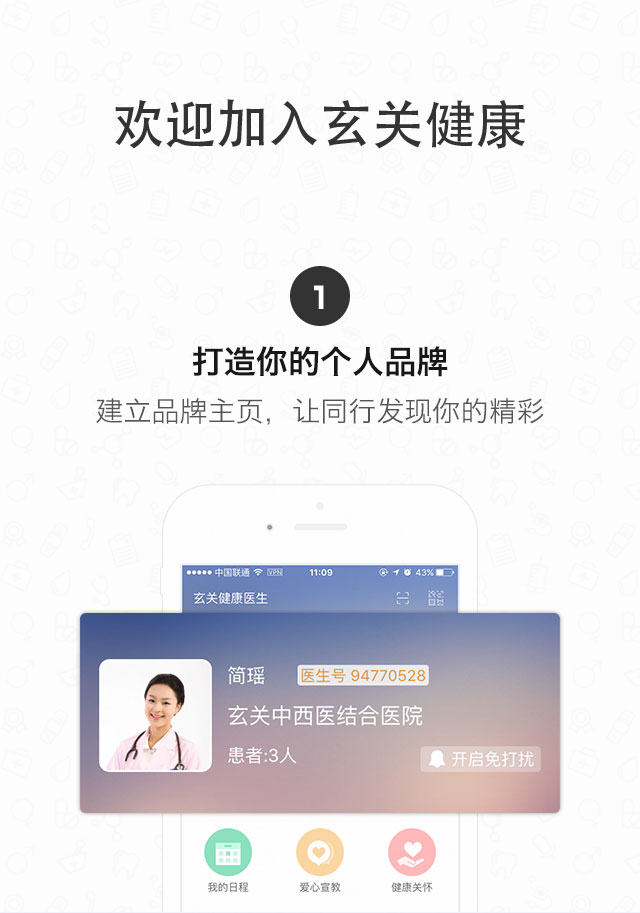 欢迎加入玄关健康
1
打造你的个人品牌
建立品牌主页，让同行发现你的精彩
中国联通 VPN 11:09 43%
玄关健康医生
简瑶 医生号 94770528
玄关中西医结合医院
患者:3人 开启免打扰
我的日程 爱心宣教 健康关怀